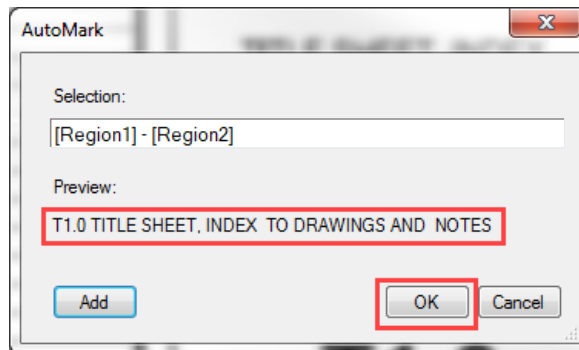 AutoMark
Selection:
[Region1] - [Region2]
Preview:
T1.0 TITLE SHEET, INDEX  TO DRAWINGS AND  NOTES
Add OK Cancel